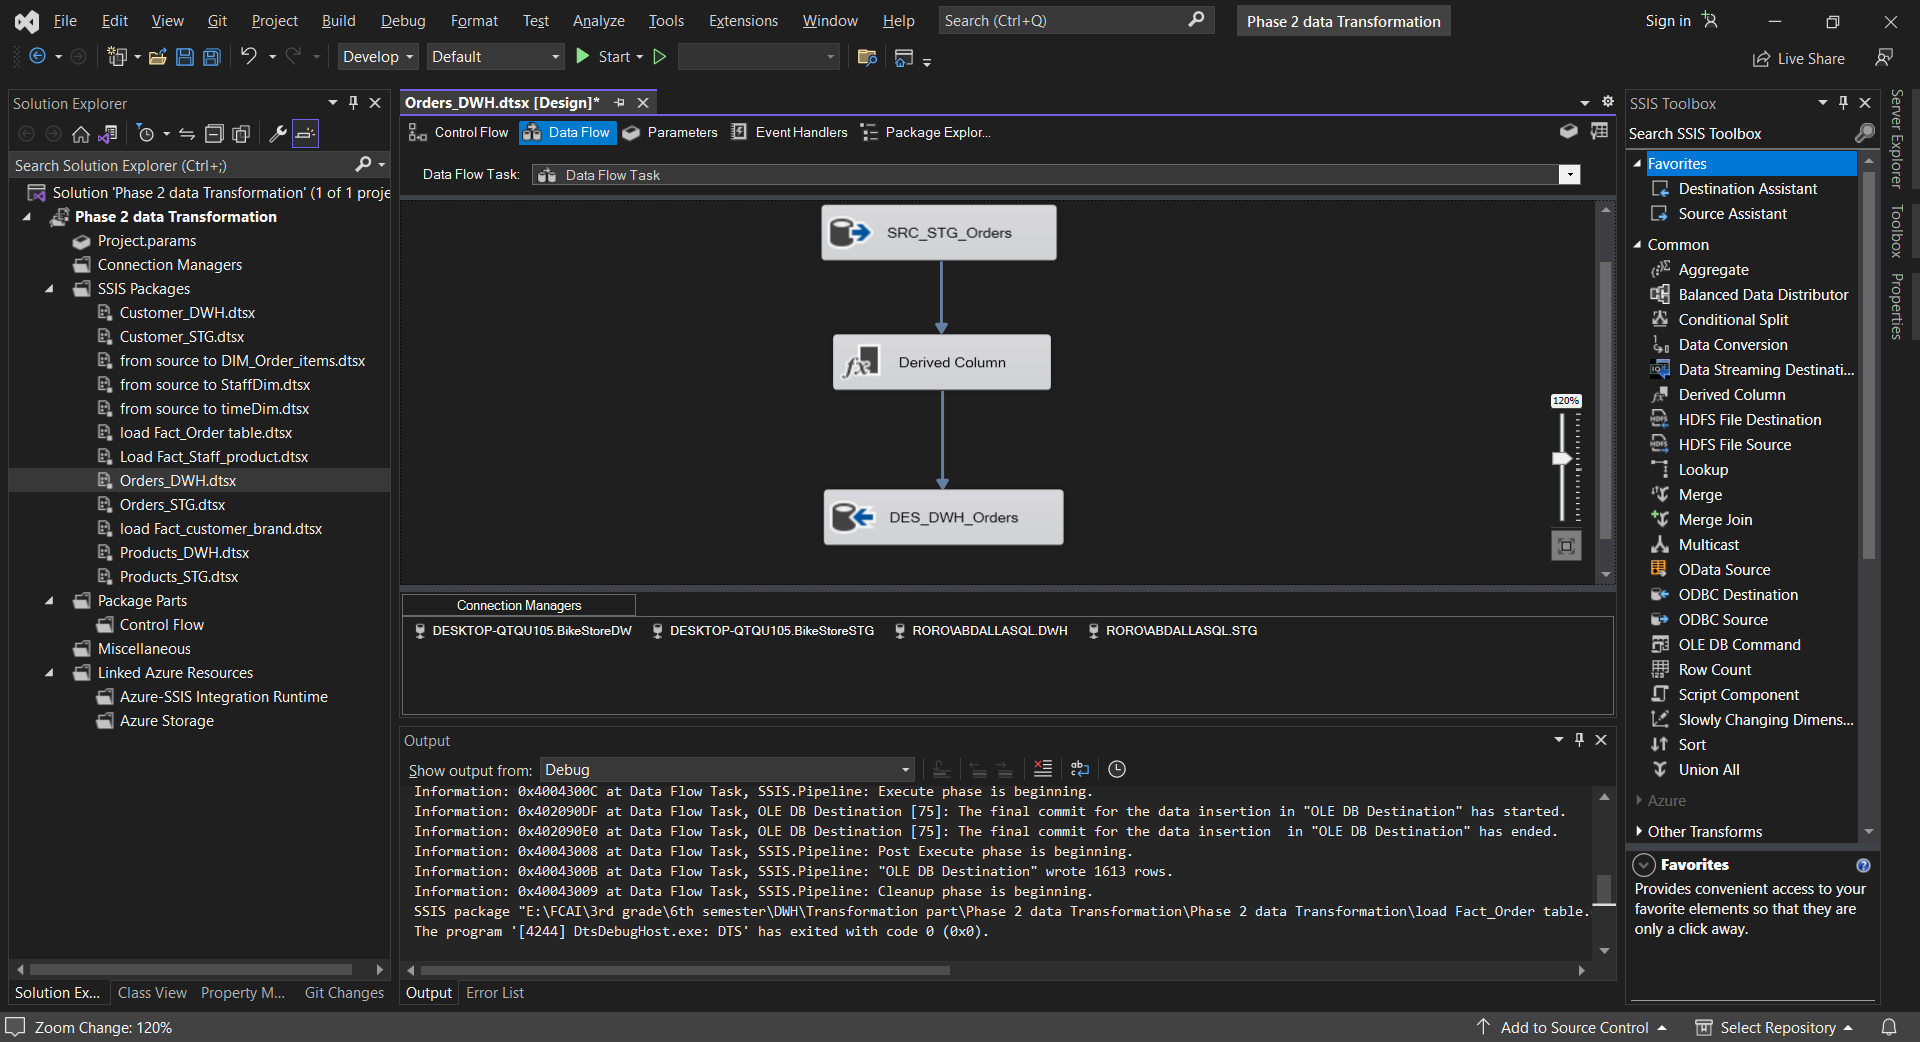 File Edit View Git Project Build Debug Format Test Analyze Tools Extensions Window Help Search (Ctrl+Q) Phase 2 data Transformation Sign in
Develop Default Start Live Share
Solution Explorer
Search Solution Explorer (Ctrl+;)
Solution 'Phase 2 data Transformation' (1 of 1 proje
Phase 2 data Transformation
Project.params
Connection Managers
SSIS Packages
Customer_DWH.dtsx
Customer_STG.dtsx
from source to DIM_Order_items.dtsx
from source to StaffDim.dtsx
from source to timeDim.dtsx
load Fact_Order table.dtsx
Load Fact_Staff_product.dtsx
Orders_DWH.dtsx
Orders_STG.dtsx
load Fact_customer_brand.dtsx
Products_DWH.dtsx
Products_STG.dtsx
Package Parts
Control Flow
Miscellaneous
Linked Azure Resources
Azure-SSIS Integration Runtime
Azure Storage
Solution Ex... Class View Property M... Git Changes
Orders_DWH.dtsx [Design]*
Control Flow Data Flow Parameters Event Handlers Package Explor...
Data Flow Task: Data Flow Task
SRC_STG_Orders
Derived Column
DES_DWH_Orders
120%
Connection Managers
DESKTOP-QTQU105.BikeStoreDW DESKTOP-QTQU105.BikeStoreSTG RORO\ABDALLASQL.DWH RORO\ABDALLASQL.STG
Output
Show output from: Debug
Information: 0x4004300C at Data Flow Task, SSIS.Pipeline: Execute phase is beginning.
Information: 0x402090DF at Data Flow Task, OLE DB Destination [75]: The final commit for the data insertion in "OLE DB Destination" has started.
Information: 0x402090E0 at Data Flow Task, OLE DB Destination [75]: The final commit for the data insertion  in "OLE DB Destination" has ended.
Information: 0x40043008 at Data Flow Task, SSIS.Pipeline: Post Execute phase is beginning.
Information: 0x4004300B at Data Flow Task, SSIS.Pipeline: "OLE DB Destination" wrote 1613 rows.
Information: 0x40043009 at Data Flow Task, SSIS.Pipeline: Cleanup phase is beginning.
SSIS package "E:\FCAI\3rd grade\6th semester\DWH\Transformation part\Phase 2 data Transformation\Phase 2 data Transformation\load Fact_Order table.
The program '[4244] DtsDebugHost.exe: DTS' has exited with code 0 (0x0).
Output Error List
SSIS Toolbox
Search SSIS Toolbox
Favorites
Destination Assistant
Source Assistant
Common
Aggregate
Balanced Data Distributor
Conditional Split
Data Conversion
Data Streaming Destinati...
Derived Column
HDFS File Destination
HDFS File Source
Lookup
Merge
Merge Join
Multicast
OData Source
ODBC Destination
ODBC Source
OLE DB Command
Row Count
Script Component
Slowly Changing Dimens...
Sort
Union All
Azure
Other Transforms
Favorites
Provides convenient access to your
favorite elements so that they are
only a click away.
Server Explorer
Toolbox
Properties
Zoom Change: 120% Add to Source Control Select Repository